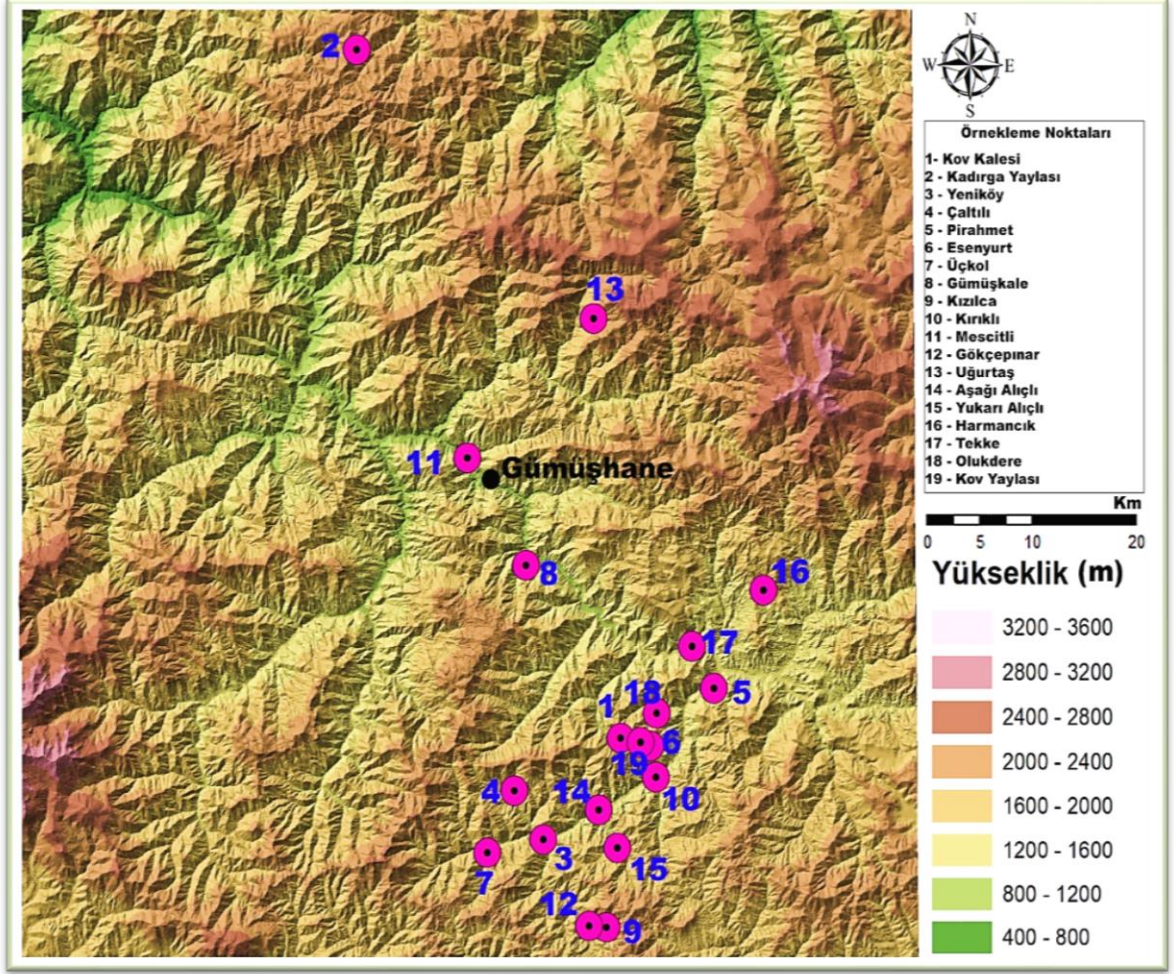 2
13
11
Gümüşhane
8
16
17
5
18
1
6
19
10
4
14
3
15
7
12
9
N
W
E
S
Örnekleme Noktaları
1- Kov Kalesi
2 - Kadırga Yaylası
3 - Yeniköy
4 - Çaltılı
5 - Pirahmet
6 - Esenyurt
7 - Üçkol
8 - Gümüşkale
9 - Kızılca
10 - Kırıklı
11 - Mescitli
12 - Gökçepınar
13 - Uğurtaş
14 - Aşağı Alıçlı
15 - Yukarı Alıçlı
16 - Harmancık
17 - Tekke
18 - Olukdere
19 - Kov Yaylası
Km
0 5 10 20
Yükseklik (m)
3200 - 3600
2800 - 3200
2400 - 2800
2000 - 2400
1600 - 2000
1200 - 1600
800 - 1200
400 - 800